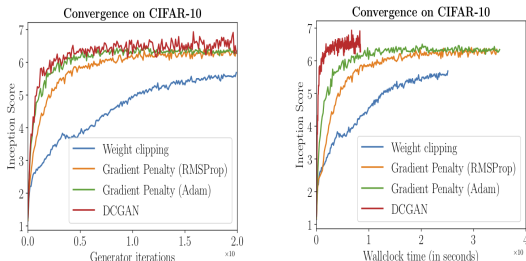 Convergence on CIFAR-10
Inception Score
7
6
5
4
3
2
1
Weight clipping
Gradient Penalty (RMSProp)
Gradient Penalty (Adam)
DCGAN
0.0 0.5 1.0 1.5 2.0
×10
Generator iterations
Convergence on CIFAR-10
Inception Score
7
6
5
4
3
2
1
Weight clipping
Gradient Penalty (RMSProp)
Gradient Penalty (Adam)
DCGAN
0 1 2 3 4
×10
Wallclock time (in seconds)